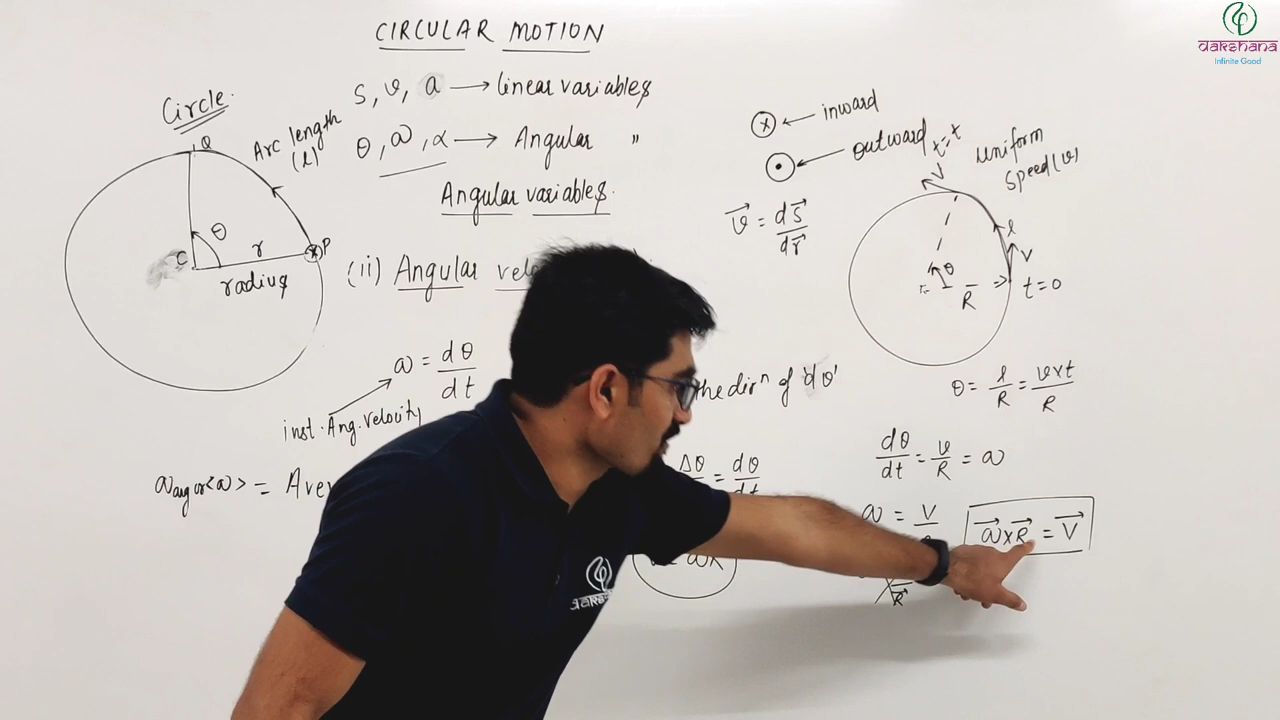 CIRCULAR MOTION
s, v, a → linear variables
θ, ω, α → Angular "
Angular variables.
(ii) Angular
Circle.
Q
Arc length
(l)
θ
C
r
P
radius
ω = dθ/dt
inst. Ang. velocity
ω avg or <ω> = Aver
the dirⁿ of 'dθ'
Δθ = dθ/dt
⊗ ← inward
⊙ ← outward
v⃗ = ds⃗/dr⃗
t=t
V
Uniform
speed (v)
l
V
θ
R
t=0
θ = l/R = v×t/R
dθ/dt = v/R = ω
ω = V
ω⃗ × R⃗ = V⃗
R⃗
dakshana
Infinite Good